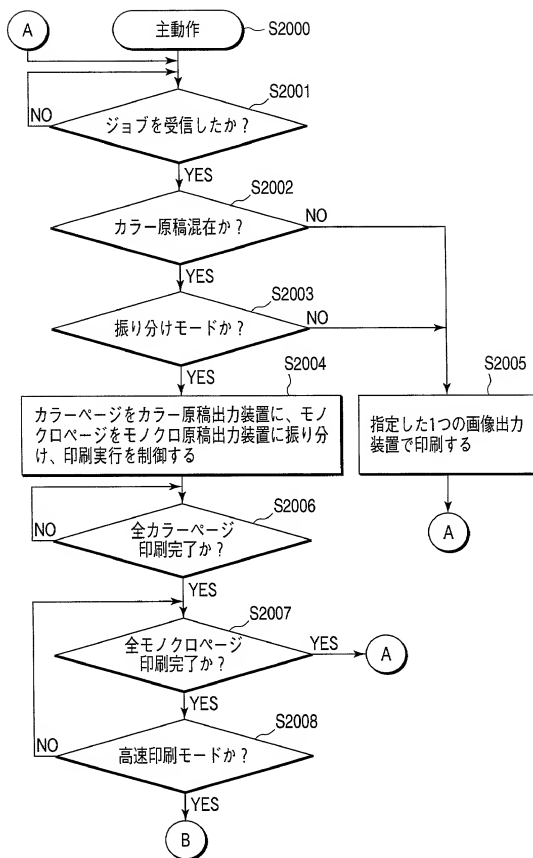 A
主動作
S2000
S2001
NO
ジョブを受信したか？
YES
S2002
カラー原稿混在か？
NO
YES
S2003
振り分けモードか？
NO
YES
S2004
カラーページをカラー原稿出力装置に、モノ
クロページをモノクロ原稿出力装置に振り分
け、印刷実行を制御する
S2005
指定した1つの画像出力
装置で印刷する
A
S2006
NO
全カラーページ
印刷完了か？
YES
S2007
全モノクロページ
印刷完了か？
YES
A
YES
S2008
NO
高速印刷モードか？
YES
B